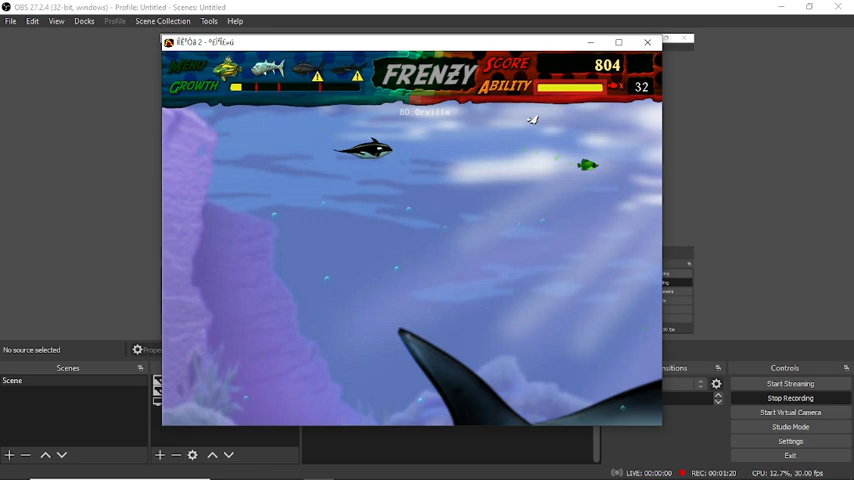 OBS 27.2.4 (32-bit, windows) - Profile: Untitled - Scenes: Untitled
File Edit View Docks Profile Scene Collection Tools Help
MENU
FRENZY
SCORE 804
GROWTH
ABILITY x 32
80 Orville
No source selected
Scenes
Controls
Scene
Start Streaming
Stop Recording
Start Virtual Camera
Studio Mode
Settings
Exit
LIVE: 00:00:00 REC: 00:01:20 CPU: 12.7%, 30.00 fps